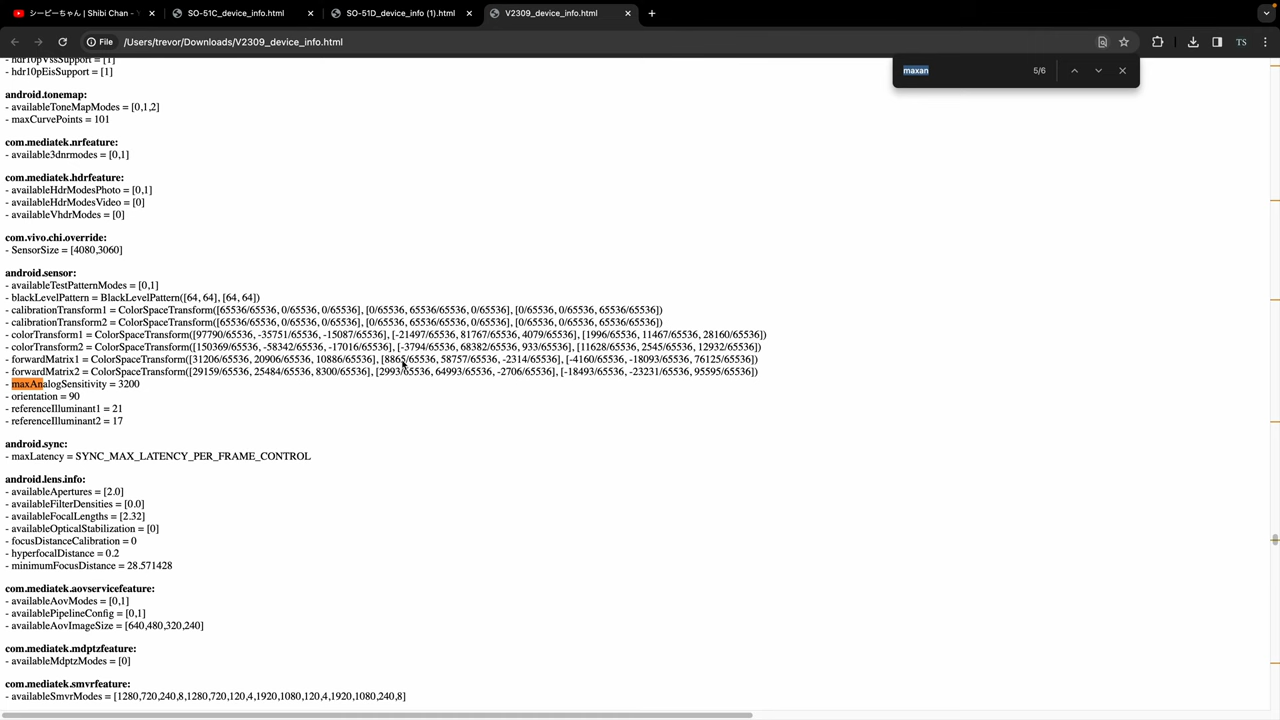 シーピーちゃん | Shibi Chan -
SO-51C_device_info.html
SO-51D_device_info (1).html
V2309_device_info.html
File
/Users/trevor/Downloads/V2309_device_info.html
TS
maxan
5/6
- hdr10pVssSupport = [1]
- hdr10pEisSupport = [1]
android.tonemap:
- availableToneMapModes = [0,1,2]
- maxCurvePoints = 101
com.mediatek.nrfeature:
- available3dnrmodes = [0,1]
com.mediatek.hdrfeature:
- availableHdrModesPhoto = [0,1]
- availableHdrModesVideo = [0]
- availableVhdrModes = [0]
com.vivo.chi.override:
- SensorSize = [4080,3060]
android.sensor:
- availableTestPatternModes = [0,1]
- blackLevelPattern = BlackLevelPattern([64, 64], [64, 64])
- calibrationTransform1 = ColorSpaceTransform([65536/65536, 0/65536, 0/65536], [0/65536, 65536/65536, 0/65536], [0/65536, 0/65536, 65536/65536])
- calibrationTransform2 = ColorSpaceTransform([65536/65536, 0/65536, 0/65536], [0/65536, 65536/65536, 0/65536], [0/65536, 0/65536, 65536/65536])
- colorTransform1 = ColorSpaceTransform([97790/65536, -35751/65536, -15087/65536], [-21497/65536, 81767/65536, 4079/65536], [1996/65536, 11467/65536, 28160/65536])
- colorTransform2 = ColorSpaceTransform([150369/65536, -58342/65536, -17016/65536], [-3794/65536, 68382/65536, 933/65536], [11628/65536, 2545/65536, 12932/65536])
- forwardMatrix1 = ColorSpaceTransform([31206/65536, 20906/65536, 10886/65536], [8865/65536, 58757/65536, -2314/65536], [-4160/65536, -18093/65536, 76125/65536])
- forwardMatrix2 = ColorSpaceTransform([29159/65536, 25484/65536, 8300/65536], [2993/65536, 64993/65536, -2706/65536], [-18493/65536, -23231/65536, 95595/65536])
- maxAnalogSensitivity = 3200
- orientation = 90
- referenceIlluminant1 = 21
- referenceIlluminant2 = 17
android.sync:
- maxLatency = SYNC_MAX_LATENCY_PER_FRAME_CONTROL
android.lens.info:
- availableApertures = [2.0]
- availableFilterDensities = [0.0]
- availableFocalLengths = [2.32]
- availableOpticalStabilization = [0]
- focusDistanceCalibration = 0
- hyperfocalDistance = 0.2
- minimumFocusDistance = 28.571428
com.mediatek.aovservicefeature:
- availableAovModes = [0,1]
- availablePipelineConfig = [0,1]
- availableAovImageSize = [640,480,320,240]
com.mediatek.mdptzfeature:
- availableMdptzModes = [0]
com.mediatek.smvrfeature:
- availableSmvrModes = [1280,720,240,8,1280,720,120,4,1920,1080,120,4,1920,1080,240,8]